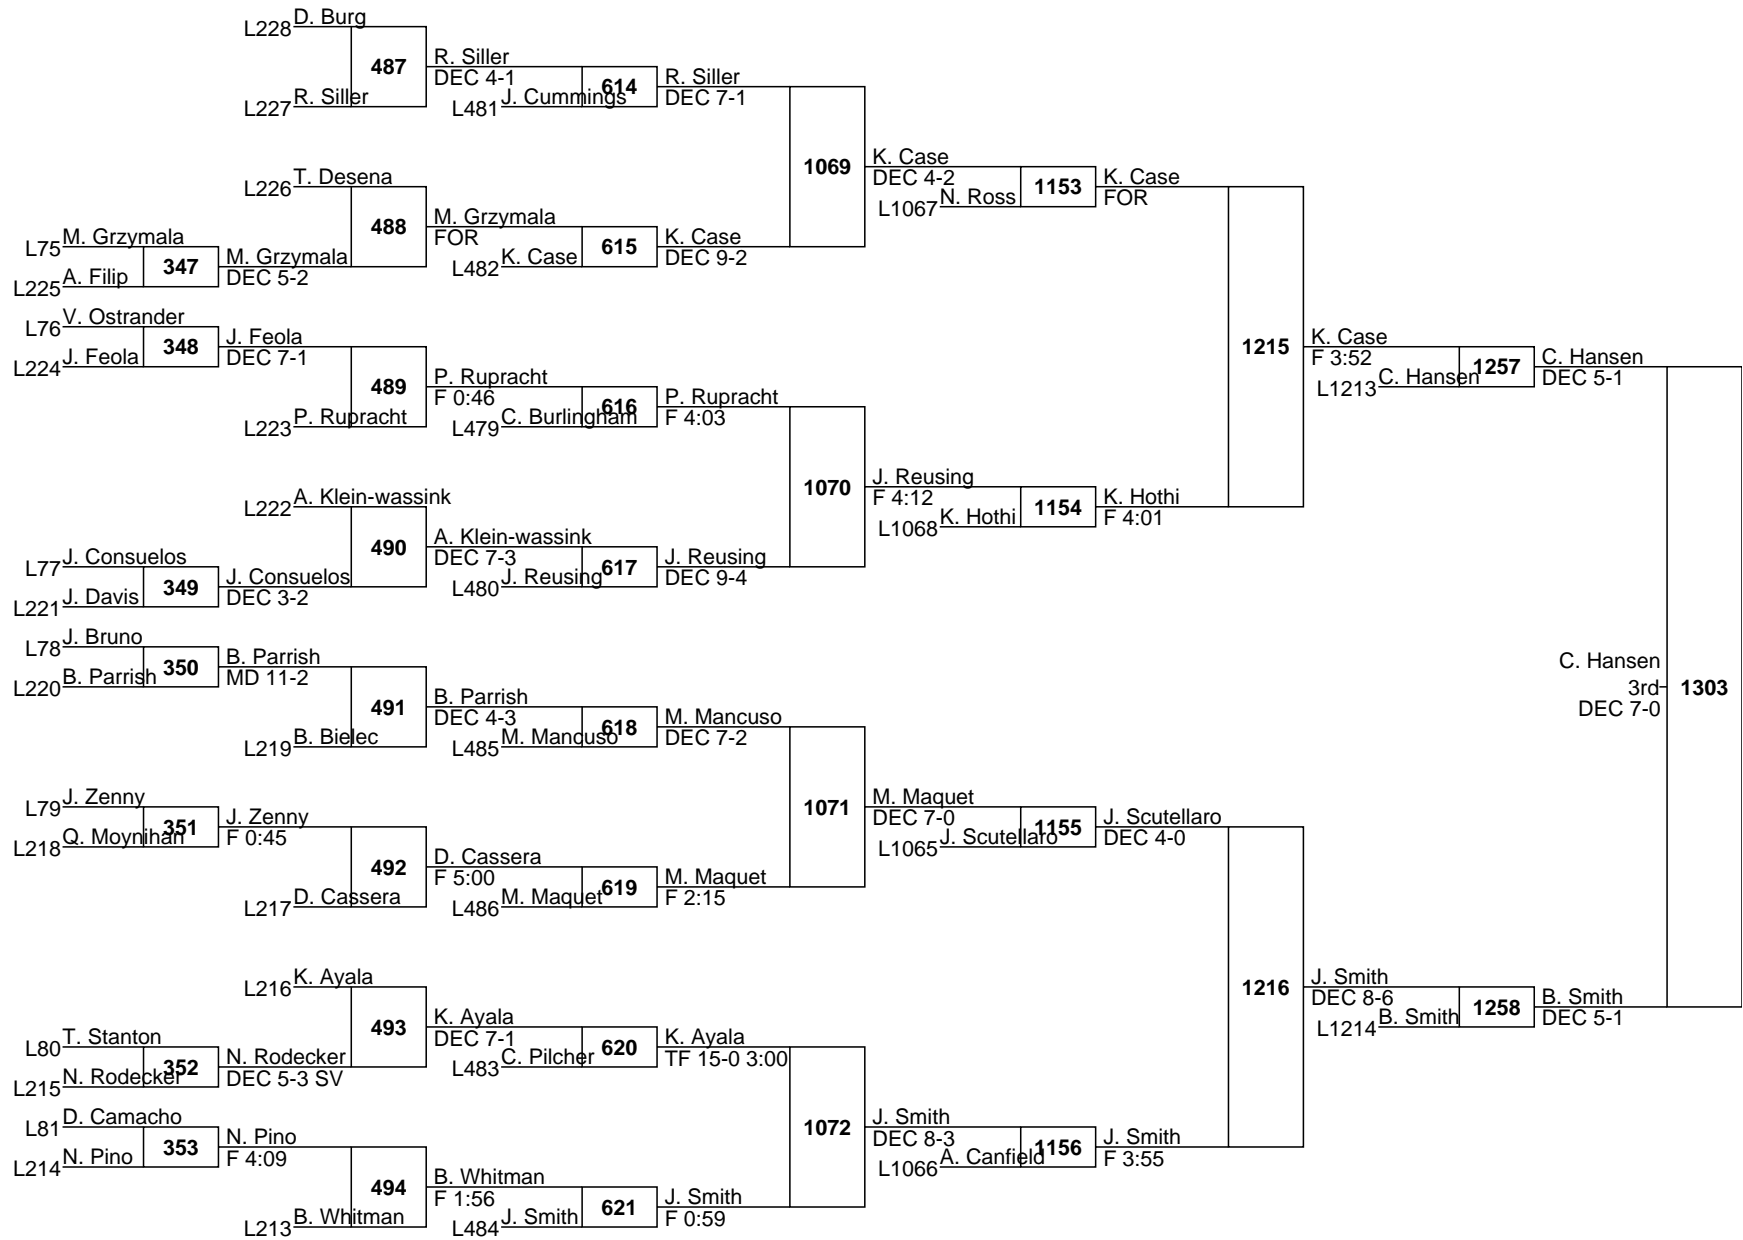 D. Burg
L228
487
R. Siller
DEC 4-1
R. Siller
L227
614
J. Cummings
L481
R. Siller
DEC 7-1
1069
K. Case
DEC 4-2
T. Desena
L226
488
M. Grzymala
FOR
M. Grzymala
L75
347
A. Filip
L225
M. Grzymala
DEC 5-2
615
K. Case
L482
K. Case
DEC 9-2
N. Ross
L1067
1153
K. Case
FOR
V. Ostrander
L76
348
J. Feola
L224
J. Feola
DEC 7-1
489
P. Rupracht
L223
P. Rupracht
F 0:46
616
C. Burlingham
L479
P. Rupracht
F 4:03
1070
J. Reusing
F 4:12
A. Klein-wassink
L222
490
A. Klein-wassink
DEC 7-3
J. Consuelos
L77
349
J. Davis
L221
J. Consuelos
DEC 3-2
617
J. Reusing
L480
J. Reusing
DEC 9-4
K. Hothi
L1068
1154
K. Hothi
F 4:01
1215
K. Case
F 3:52
C. Hansen
L1213
1257
C. Hansen
DEC 5-1
J. Bruno
L78
350
B. Parrish
L220
B. Parrish
MD 11-2
491
B. Bielec
L219
B. Parrish
DEC 4-3
618
M. Mancuso
L485
M. Mancuso
DEC 7-2
1071
M. Maquet
DEC 7-0
J. Zenny
L79
351
Q. Moynihan
L218
J. Zenny
F 0:45
492
D. Cassera
L217
D. Cassera
F 5:00
619
M. Maquet
L486
M. Maquet
F 2:15
J. Scutellaro
L1065
1155
J. Scutellaro
DEC 4-0
K. Ayala
L216
493
K. Ayala
DEC 7-1
T. Stanton
L80
352
N. Rodecker
L215
N. Rodecker
DEC 5-3 SV
620
C. Pilcher
L483
K. Ayala
TF 15-0 3:00
1072
J. Smith
DEC 8-3
D. Camacho
L81
353
N. Pino
L214
N. Pino
F 4:09
494
B. Whitman
L213
B. Whitman
F 1:56
621
J. Smith
L484
J. Smith
F 0:59
A. Canfield
L1066
1156
J. Smith
F 3:55
1216
J. Smith
DEC 8-6
B. Smith
L1214
1258
B. Smith
DEC 5-1
C. Hansen
3rd
1303
DEC 7-0